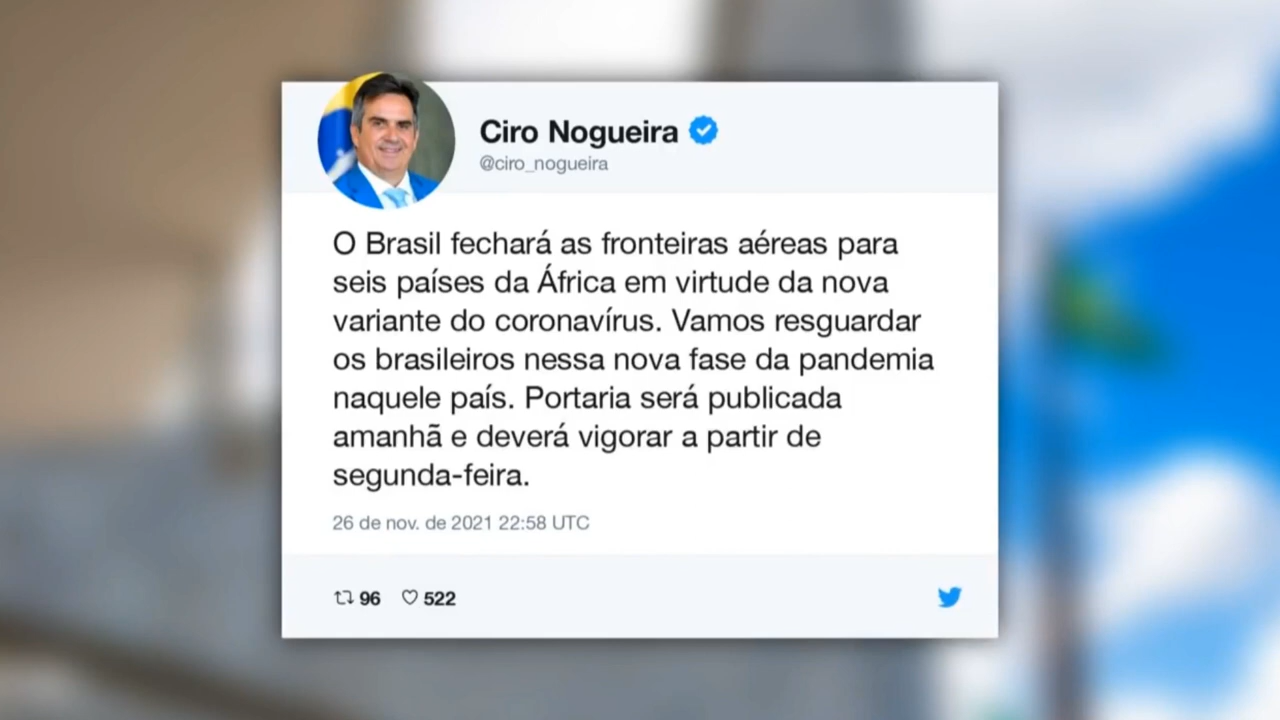 Ciro Nogueira
@ciro_nogueira
O Brasil fechará as fronteiras aéreas para
seis países da África em virtude da nova
variante do coronavírus. Vamos resguardar
os brasileiros nessa nova fase da pandemia
naquele país. Portaria será publicada
amanhã e deverá vigorar a partir de
segunda-feira.
26 de nov. de 2021 22:58 UTC
96 522